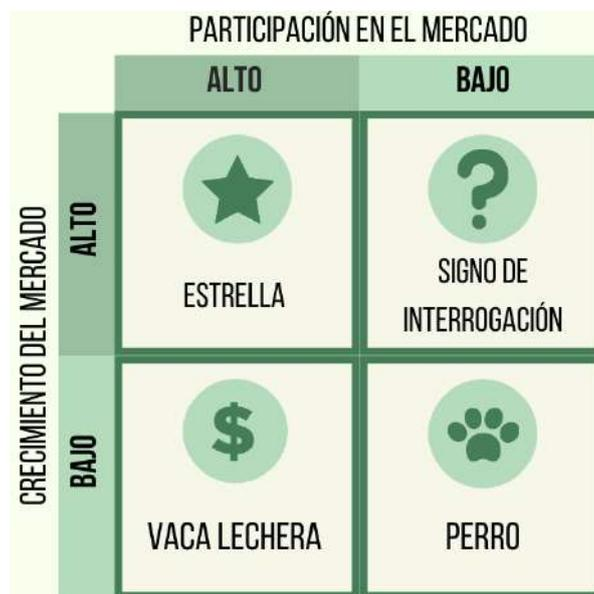 PARTICIPACIÓN EN EL MERCADO
ALTO
BAJO
CRECIMIENTO DEL MERCADO
ALTO
ESTRELLA
?
SIGNO DE
INTERROGACIÓN
BAJO
$
VACA LECHERA
PERRO